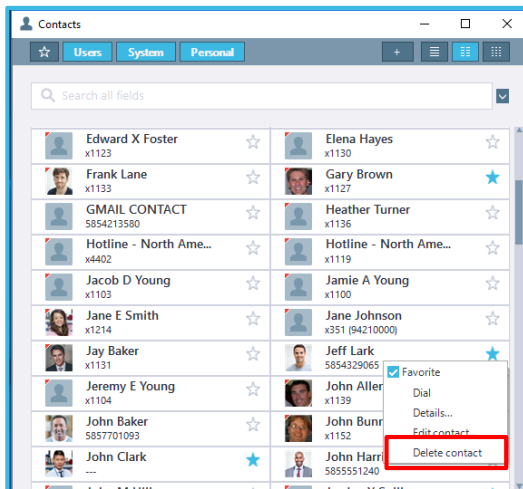 Contacts
Users System Personal +
Search all fields
Edward X Foster
x1123
Elena Hayes
x1130
Frank Lane
x1133
Gary Brown
x1127
GMAIL CONTACT
5854213580
Heather Turner
x1136
Hotline - North Ame...
x4402
Hotline - North Ame...
x1119
Jacob D Young
x1103
Jamie A Young
x1100
Jane E Smith
x1214
Jane Johnson
x351 (94210000)
Jay Baker
x1131
Jeff Lark
5854329065
Jeremy E Young
x1104
John Aller
x1139
John Baker
5857701093
John Bunr
x1152
John Clark
---
John Harri
5855551240
Favorite
Dial
Details...
Edit contact
Delete contact